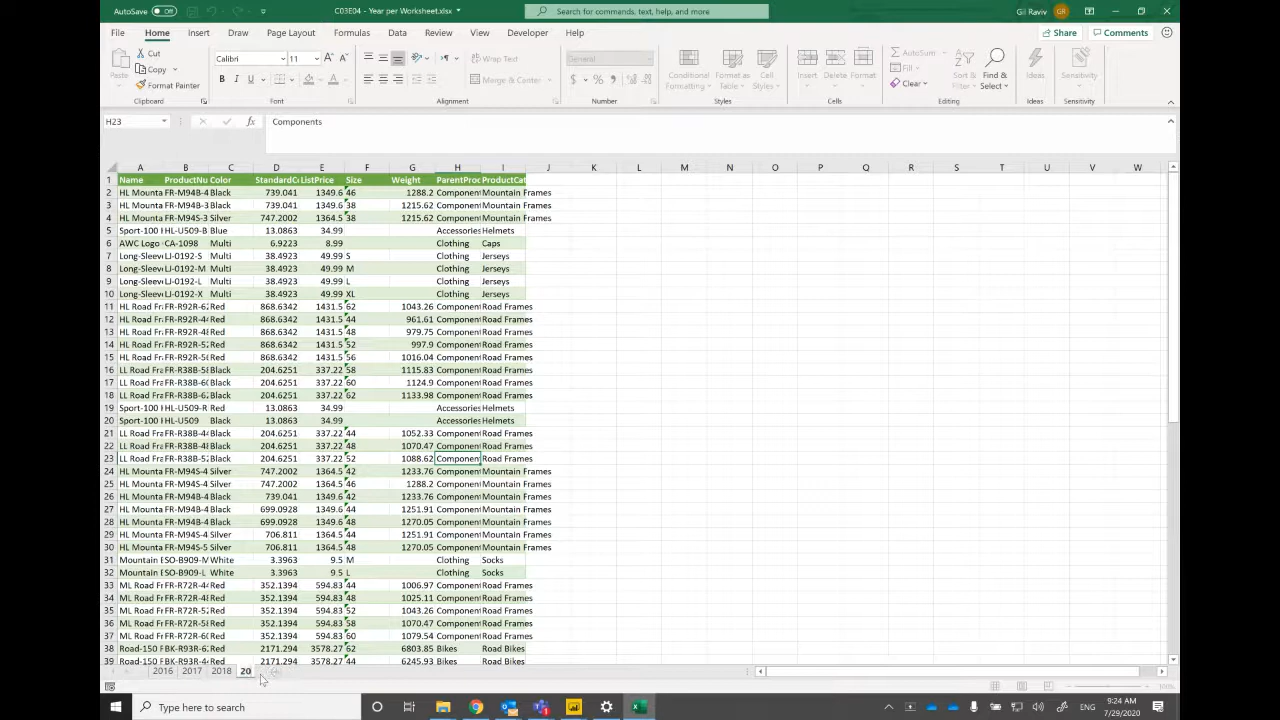 AutoSave Off C03E04 - Year per Worksheet.xlsx Search for commands, text, help, and more Gil Raviv GR
File Home Insert Draw Page Layout Formulas Data Review View Developer Help Share Comments
Cut
Copy
Format Painter
Paste
Calibri 11
B I U
Wrap Text
Merge & Center
General
$ % ,
Conditional Formatting
Format as Table
Cell Styles
Insert Delete Format
AutoSum
Fill
Clear
Sort & Filter
Find & Select
Ideas
Sensitivity
Clipboard Font Alignment Number Styles Cells Editing Ideas Sensitivity
H23 fx Components
A B C D E F G H I J K L M N O P Q R S T U V W
1 Name ProductNu Color StandardCo ListPrice Size Weight ParentProd ProductCat
2 HL Mounta FR-M94B-4 Black 739.041 1349.6 46 1288.2 Component Mountain Frames
3 HL Mounta FR-M94B-3 Black 739.041 1349.6 38 1215.62 Component Mountain Frames
4 HL Mounta FR-M94S-3 Silver 747.2002 1364.5 38 1215.62 Component Mountain Frames
5 Sport-100 HL-U509-B Blue 13.0863 34.99 Accessories Helmets
6 AWC Logo CA-1098 Multi 6.9223 8.99 Clothing Caps
7 Long-Sleev LJ-0192-S Multi 38.4923 49.99 S Clothing Jerseys
8 Long-Sleev LJ-0192-M Multi 38.4923 49.99 M Clothing Jerseys
9 Long-Sleev LJ-0192-L Multi 38.4923 49.99 L Clothing Jerseys
10 Long-Sleev LJ-0192-X Multi 38.4923 49.99 XL Clothing Jerseys
11 HL Road Fr FR-R92R-62 Red 868.6342 1431.5 62 1043.26 Component Road Frames
12 HL Road Fr FR-R92R-44 Red 868.6342 1431.5 44 961.61 Component Road Frames
13 HL Road Fr FR-R92R-48 Red 868.6342 1431.5 48 979.75 Component Road Frames
14 HL Road Fr FR-R92R-52 Red 868.6342 1431.5 52 997.9 Component Road Frames
15 HL Road Fr FR-R92R-56 Red 868.6342 1431.5 56 1016.04 Component Road Frames
16 LL Road Fra FR-R38B-58 Black 204.6251 337.22 58 1115.83 Component Road Frames
17 LL Road Fra FR-R38B-60 Black 204.6251 337.22 60 1124.9 Component Road Frames
18 LL Road Fra FR-R38B-62 Black 204.6251 337.22 62 1133.98 Component Road Frames
19 Sport-100 HL-U509-R Red 13.0863 34.99 Accessories Helmets
20 Sport-100 HL-U509 Black 13.0863 34.99 Accessories Helmets
21 LL Road Fra FR-R38B-44 Black 204.6251 337.22 44 1052.33 Component Road Frames
22 LL Road Fra FR-R38B-48 Black 204.6251 337.22 48 1070.47 Component Road Frames
23 LL Road Fra FR-R38B-52 Black 204.6251 337.22 52 1088.62 Component Road Frames
24 HL Mounta FR-M94S-4 Silver 747.2002 1364.5 42 1233.76 Component Mountain Frames
25 HL Mounta FR-M94S-4 Silver 747.2002 1364.5 46 1288.2 Component Mountain Frames
26 HL Mounta FR-M94B-4 Black 739.041 1349.6 42 1233.76 Component Mountain Frames
27 HL Mounta FR-M94B-4 Black 699.0928 1349.6 44 1251.91 Component Mountain Frames
28 HL Mounta FR-M94B-4 Black 699.0928 1349.6 48 1270.05 Component Mountain Frames
29 HL Mounta FR-M94S-4 Silver 706.811 1364.5 44 1251.91 Component Mountain Frames
30 HL Mounta FR-M94S-5 Silver 706.811 1364.5 48 1270.05 Component Mountain Frames
31 Mountain SO-B909-M White 3.3963 9.5 M Clothing Socks
32 Mountain SO-B909-L White 3.3963 9.5 L Clothing Socks
33 ML Road Fr FR-R72R-44 Red 352.1394 594.83 44 1006.97 Component Road Frames
34 ML Road Fr FR-R72R-48 Red 352.1394 594.83 48 1025.11 Component Road Frames
35 ML Road Fr FR-R72R-52 Red 352.1394 594.83 52 1043.26 Component Road Frames
36 ML Road Fr FR-R72R-58 Red 352.1394 594.83 58 1070.47 Component Road Frames
37 ML Road Fr FR-R72R-60 Red 352.1394 594.83 60 1079.54 Component Road Frames
38 Road-150 BK-R93R-62 Red 2171.294 3578.27 62 6803.85 Bikes Road Bikes
39 Road-150 BK-R93R-44 Red 2171.294 3578.27 44 6245.93 Bikes Road Bikes
2016 2017 2018 20
100%
Type here to search ENG 9:24 AM
7/29/2020